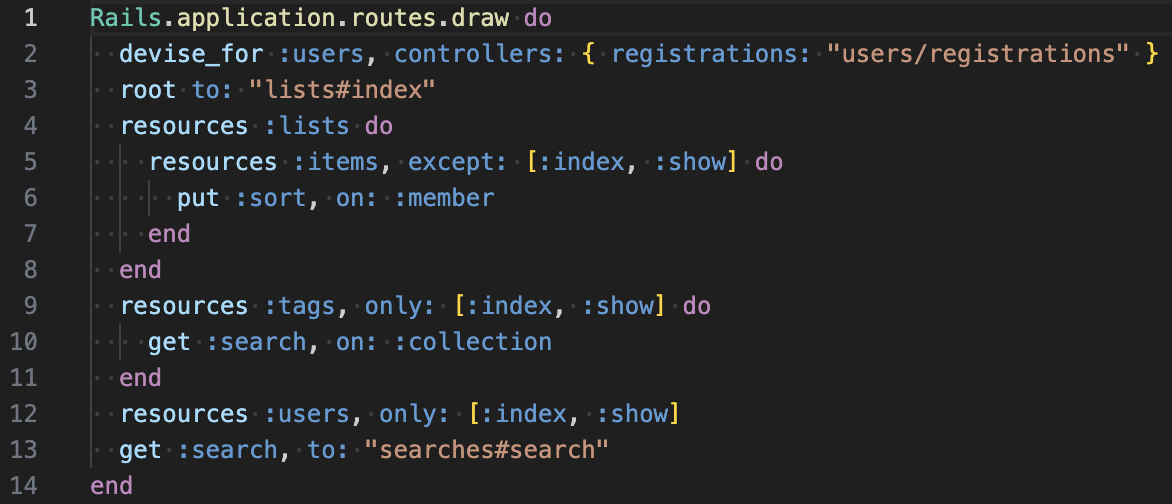 1 Rails.application.routes.draw do
2   devise_for :users, controllers: { registrations: "users/registrations" }
3   root to: "lists#index"
4   resources :lists do
5     resources :items, except: [:index, :show] do
6       put :sort, on: :member
7     end
8   end
9   resources :tags, only: [:index, :show] do
10     get :search, on: :collection
11   end
12   resources :users, only: [:index, :show]
13   get :search, to: "searches#search"
14 end